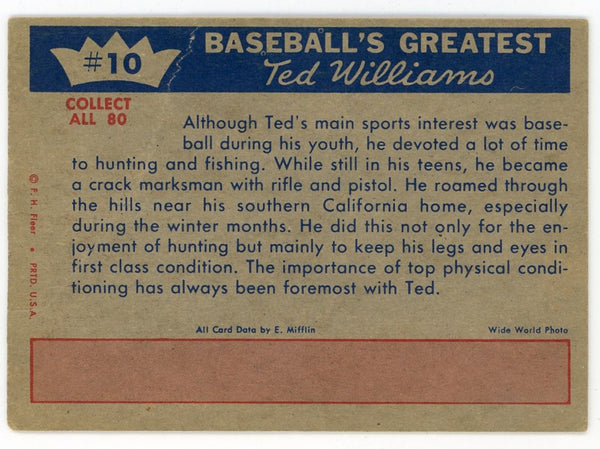 #10
BASEBALL'S GREATEST
Ted Williams
COLLECT
ALL 80
Although Ted's main sports interest was base-
ball during his youth, he devoted a lot of time
to hunting and fishing. While still in his teens, he became
a crack marksman with rifle and pistol. He roamed through
the hills near his southern California home, especially
during the winter months. He did this not only for the en-
joyment of hunting but mainly to keep his legs and eyes in
first class condition. The importance of top physical condi-
tioning has always been foremost with Ted.
© F. H. Fleer • PRTD. U.S.A.
All Card Data by E. Mifflin
Wide World Photo